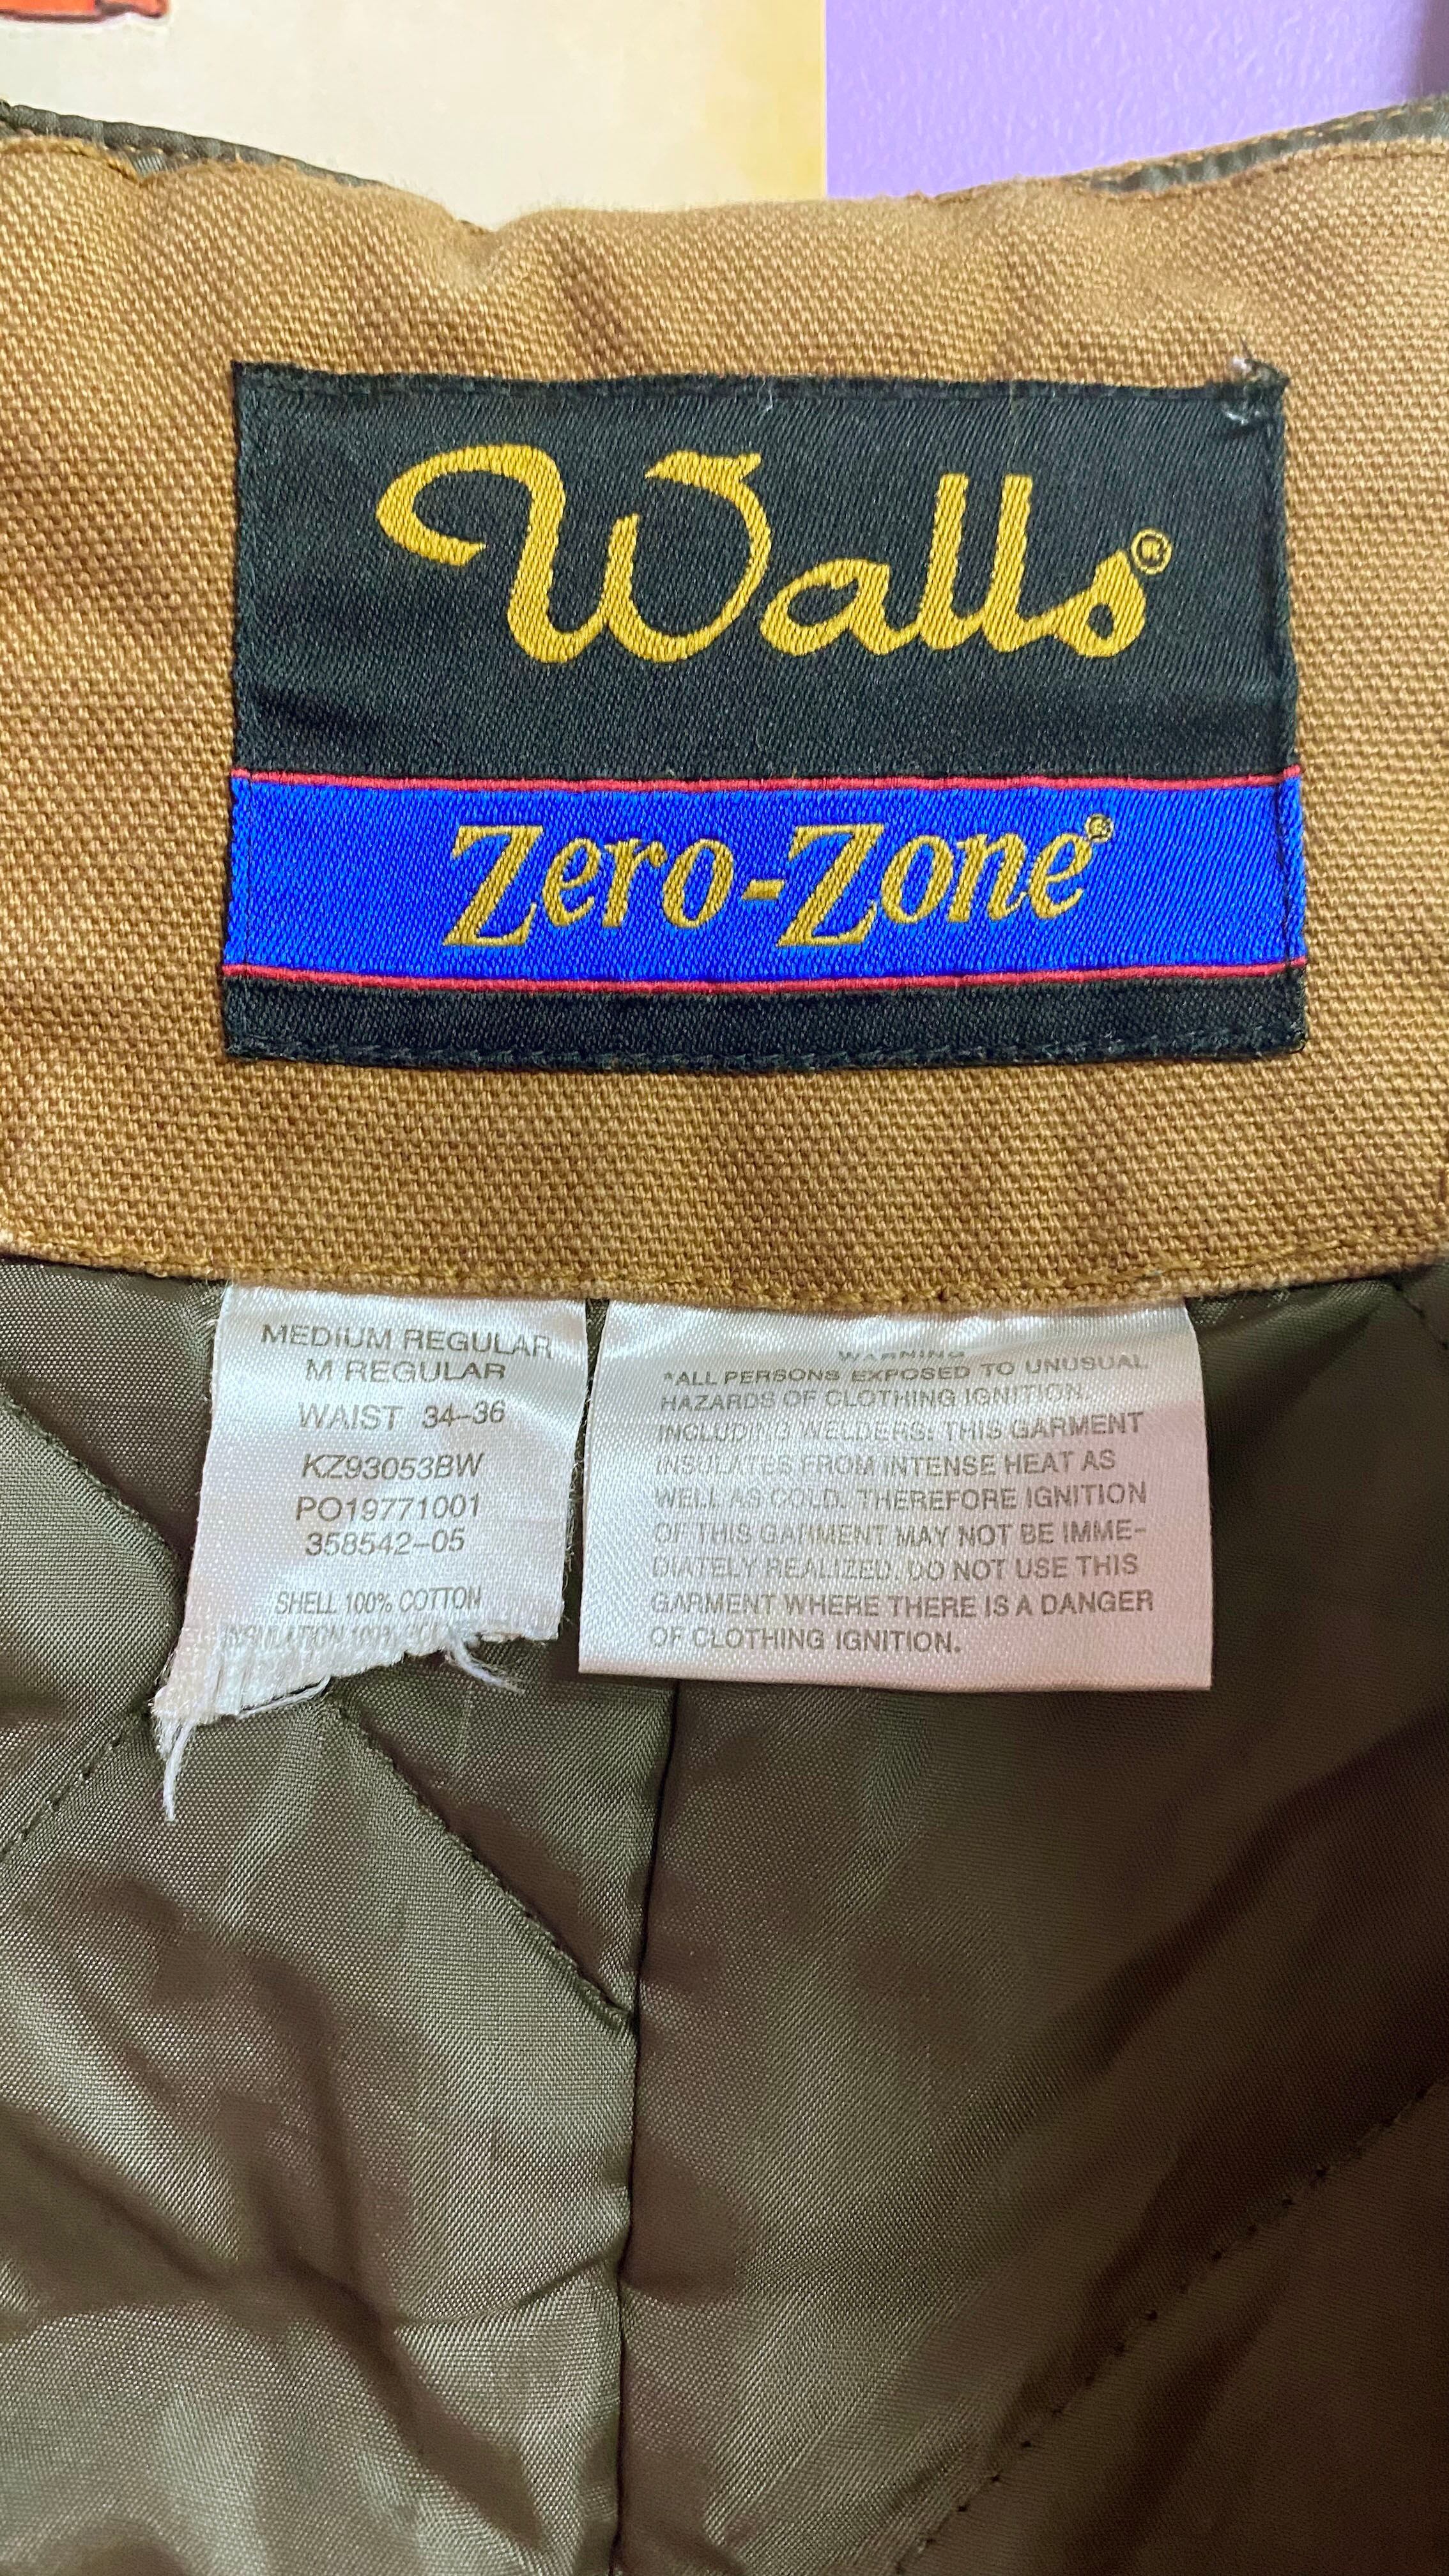 Walls®
Zero-Zone®
MEDIUM REGULAR
M REGULAR
WAIST 34-36
KZ93053BW
PO19771001
358542-05
SHELL 100% COTTON
INSULATION 100%
WARNING
*ALL PERSONS EXPOSED TO UNUSUAL
HAZARDS OF CLOTHING IGNITION,
INCLUDING WELDERS: THIS GARMENT
INSULATES FROM INTENSE HEAT AS
WELL AS COLD. THEREFORE IGNITION
OF THIS GARMENT MAY NOT BE IMME-
DIATELY REALIZED. DO NOT USE THIS
GARMENT WHERE THERE IS A DANGER
OF CLOTHING IGNITION.